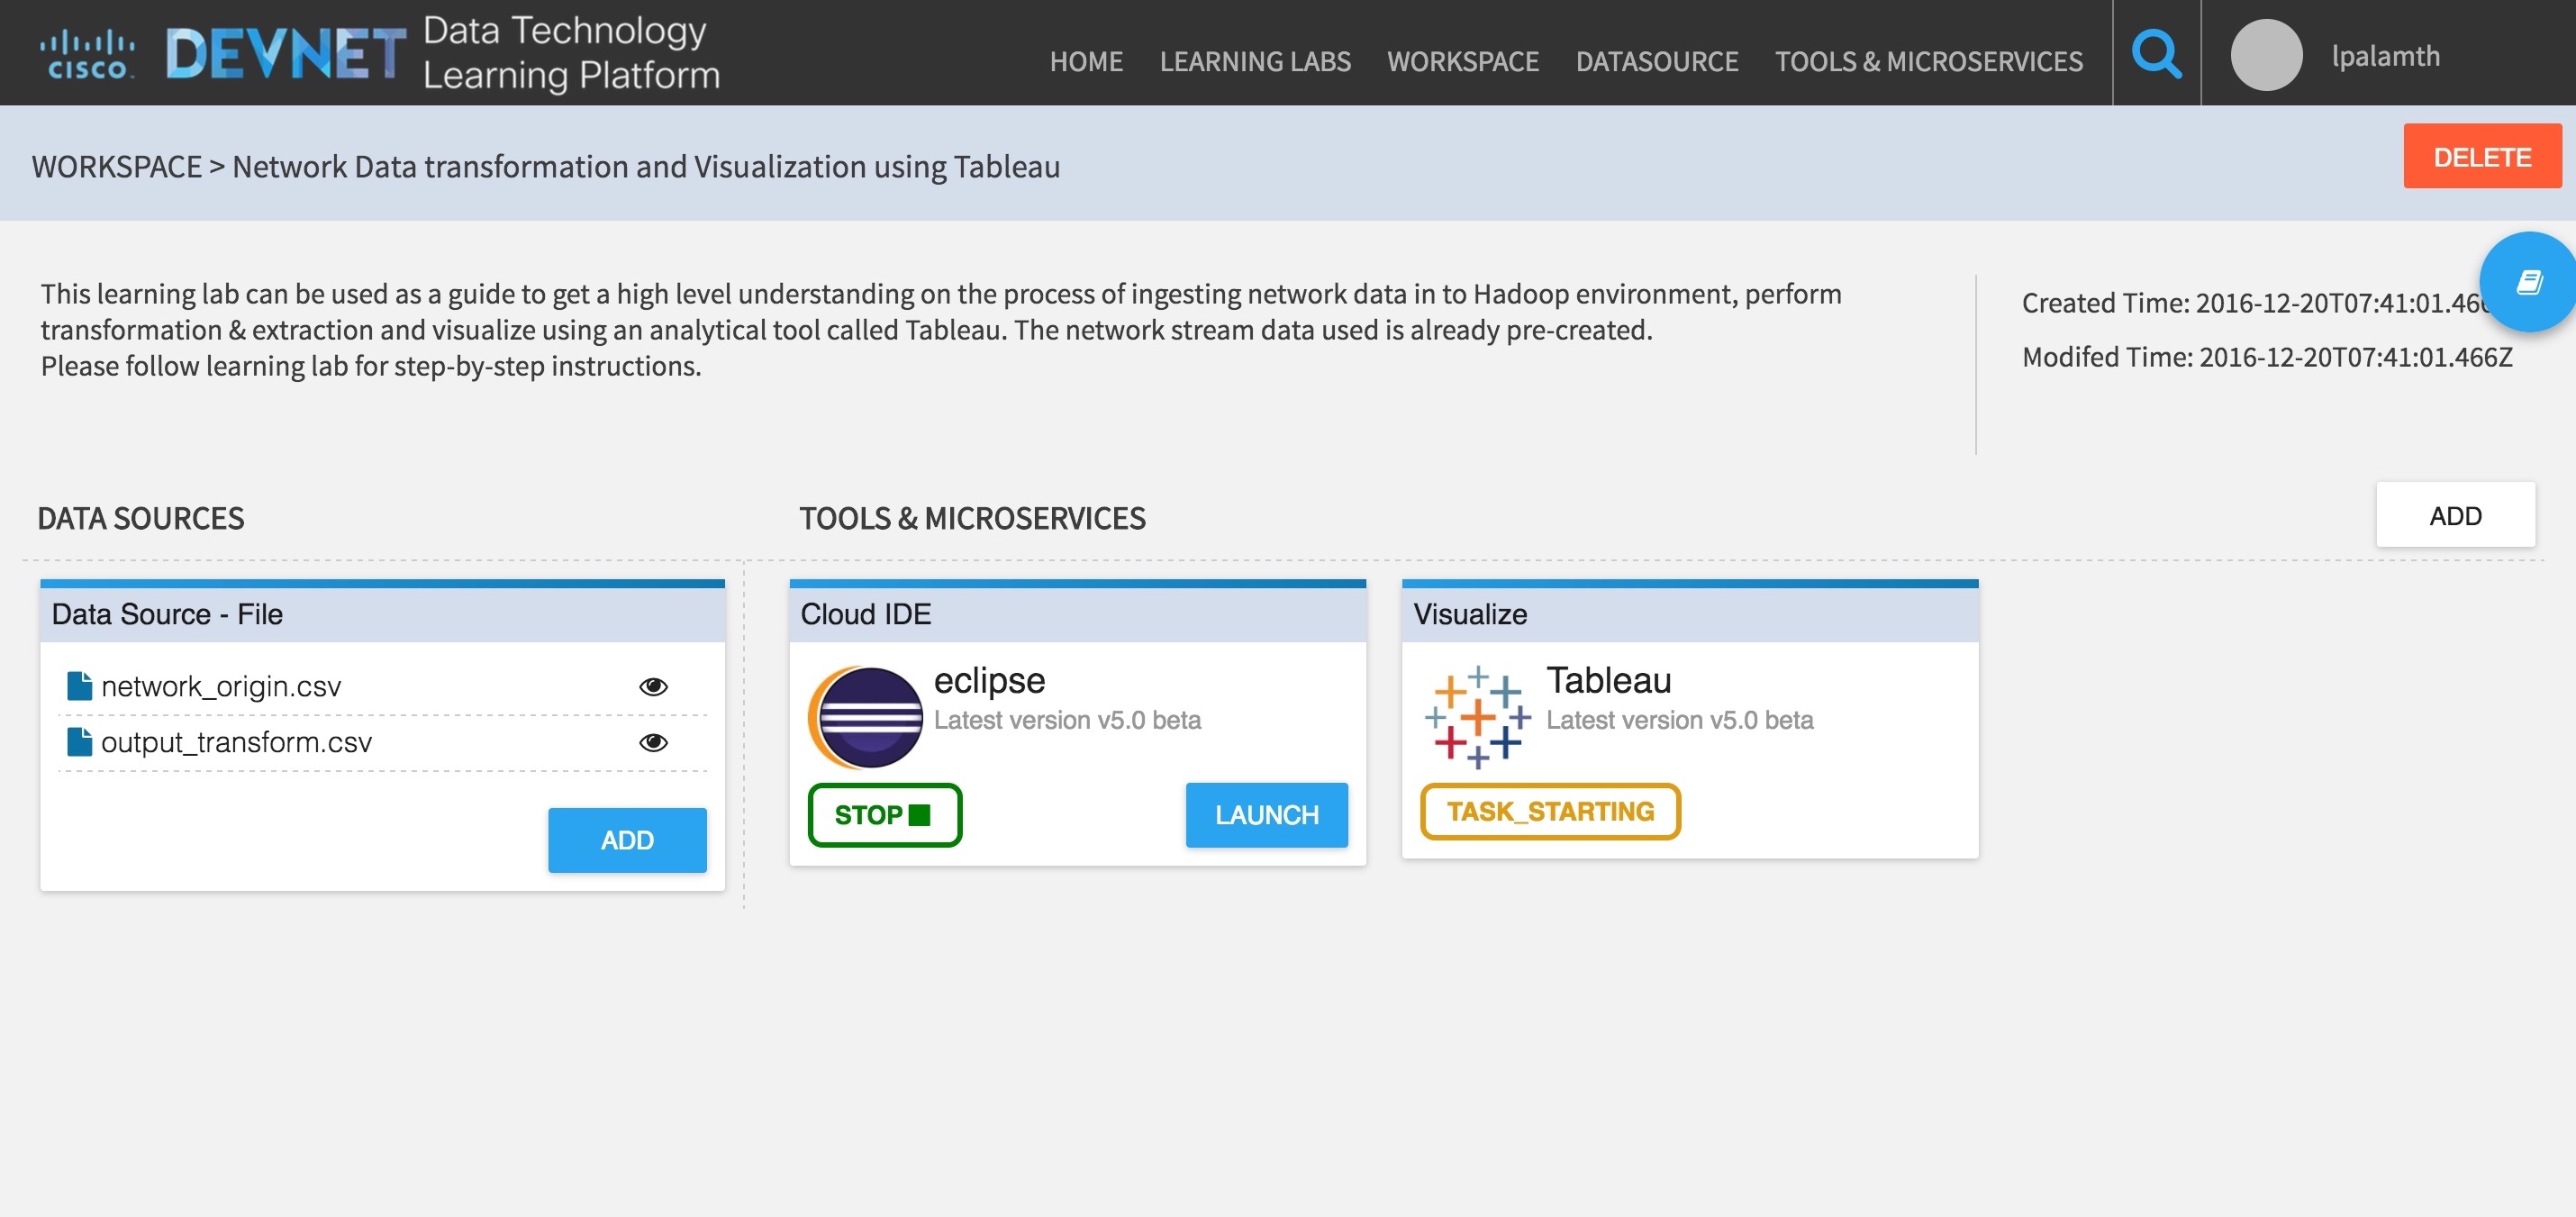 CISCO
DEVNET
Data Technology
Learning Platform
HOME
LEARNING LABS
WORKSPACE
DATASOURCE
TOOLS & MICROSERVICES
lpalamth
WORKSPACE > Network Data transformation and Visualization using Tableau
DELETE
This learning lab can be used as a guide to get a high level understanding on the process of ingesting network data in to Hadoop environment, perform
transformation & extraction and visualize using an analytical tool called Tableau. The network stream data used is already pre-created.
Please follow learning lab for step-by-step instructions.
Created Time: 2016-12-20T07:41:01.466
Modifed Time: 2016-12-20T07:41:01.466Z
DATA SOURCES
TOOLS & MICROSERVICES
ADD
Data Source - File
network_origin.csv
output_transform.csv
ADD
Cloud IDE
eclipse
Latest version v5.0 beta
STOP
LAUNCH
Visualize
Tableau
Latest version v5.0 beta
TASK_STARTING